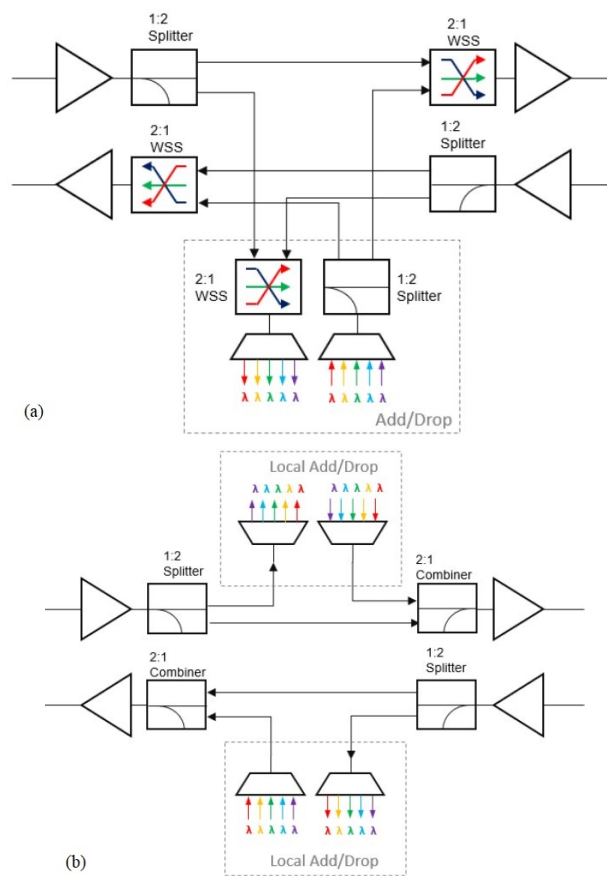 1:2
Splitter
2:1
WSS
2:1
WSS
1:2
Splitter
2:1
WSS
1:2
Splitter
λ λ λ λ λ
λ λ λ λ λ
(a)
Add/Drop
Local Add/Drop
λ λ λ λ λ
λ λ λ λ λ
1:2
Splitter
2:1
Combiner
2:1
Combiner
1:2
Splitter
λ λ λ λ λ
λ λ λ λ λ
(b)
Local Add/Drop